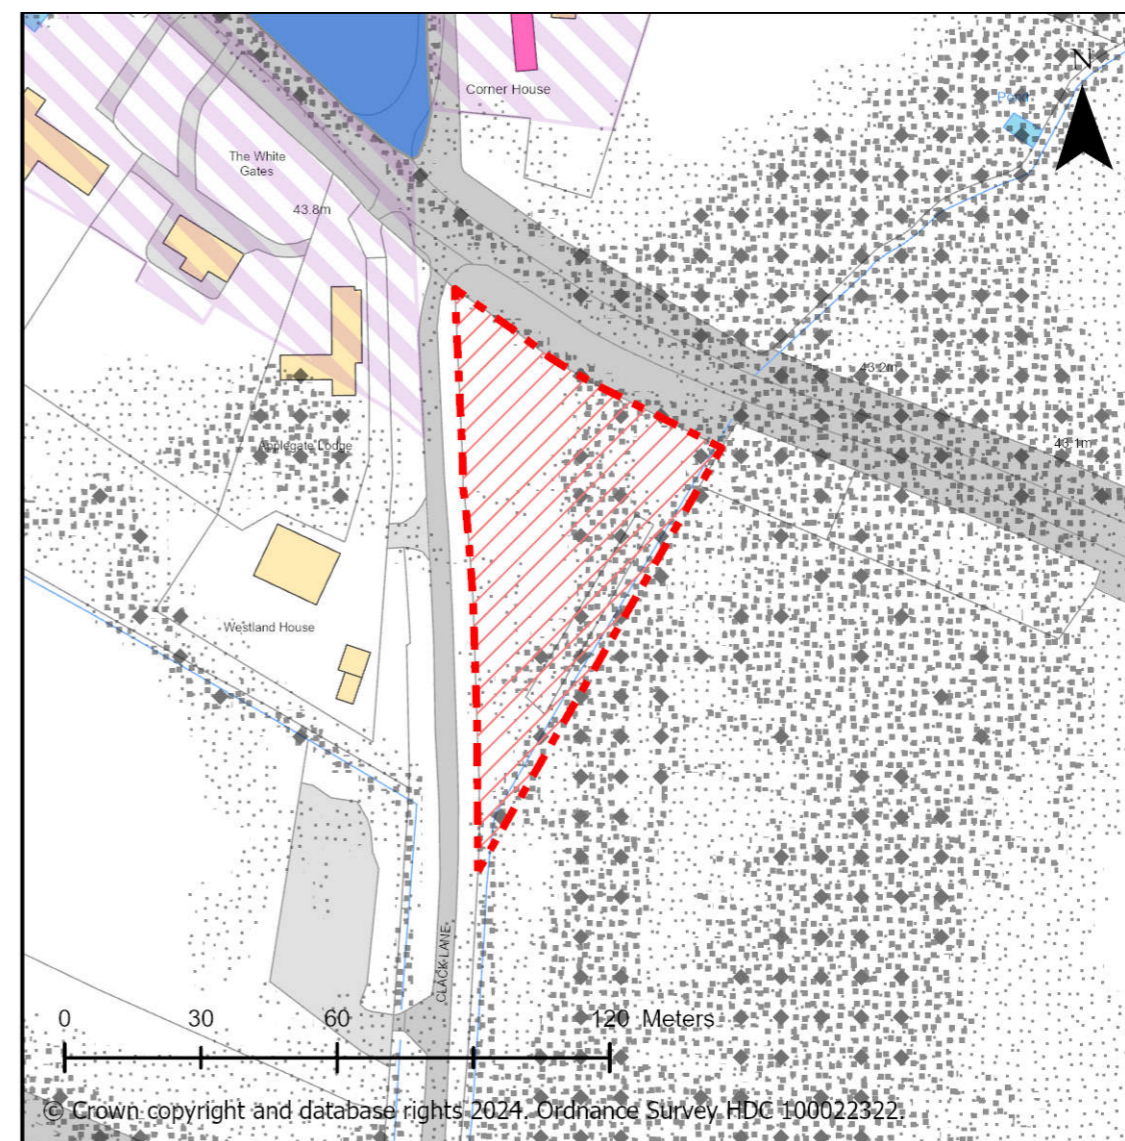 Corner House
N
Pond
The White
Gates
43.8m
43.2m
43.1m
Applegate Lodge
Westland House
CLACK LANE
0 30 60 120 Meters
© Crown copyright and database rights 2024. Ordnance Survey HDC 100022322.